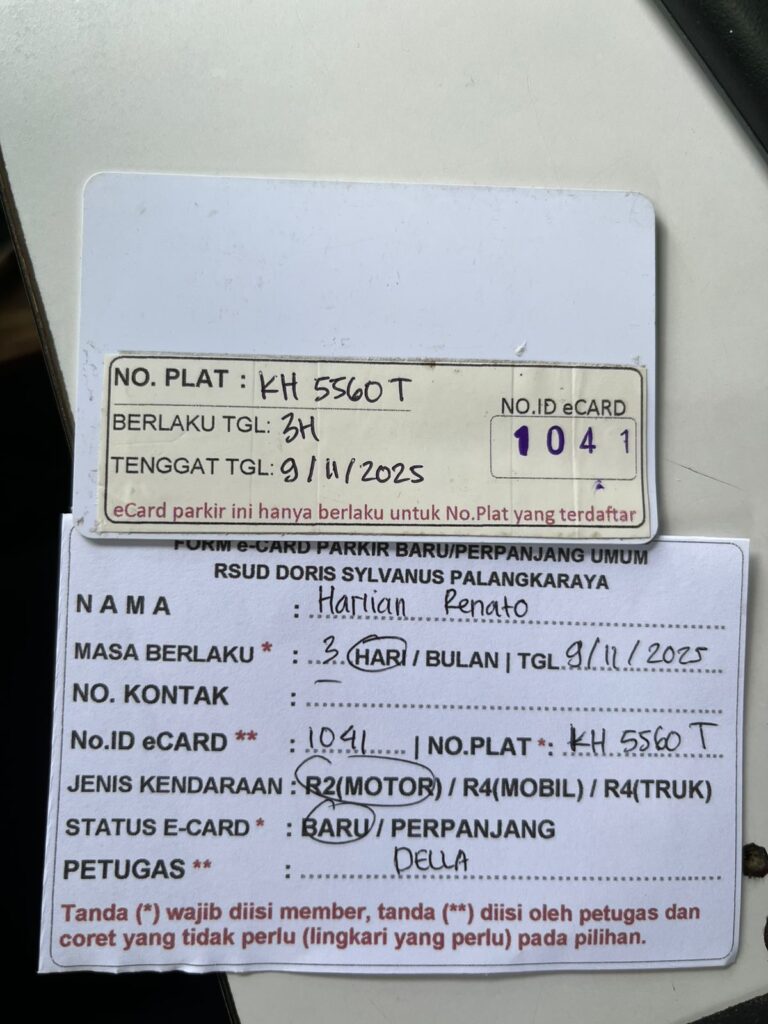 NO. PLAT : KH 5560 T
BERLAKU TGL: 3H
NO.ID eCARD
1041
TENGGAT TGL: 9/11/2025
eCard parkir ini hanya berlaku untuk No.Plat yang terdaftar
FORM e-CARD PARKIR BARU/PERPANJANG UMUM
RSUD DORIS SYLVANUS PALANGKARAYA
NAMA : Harlian Renato
MASA BERLAKU * : 3 HARI / BULAN | TGL 9/11/2025
NO. KONTAK :
No.ID eCARD ** : 1041 | NO.PLAT *: KH 5560 T
JENIS KENDARAAN : R2(MOTOR) / R4(MOBIL) / R4(TRUK)
STATUS E-CARD * : BARU / PERPANJANG
PETUGAS ** : DELLA
Tanda (*) wajib diisi member, tanda (**) diisi oleh petugas dan
coret yang tidak perlu (lingkari yang perlu) pada pilihan.